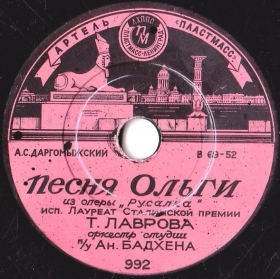 АРТЕЛЬ „ПЛАСТМАСС"
ЛЕНИНГРАД
А.С.ДАРГОМЫЖСКИЙ
В 69-52
Песня Ольги
из оперы „Русалка"
исп. Лауреат Сталинской премии
Т. ЛАВРОВА
оркестр студии
п/у Ан. БАДХЕНА
992